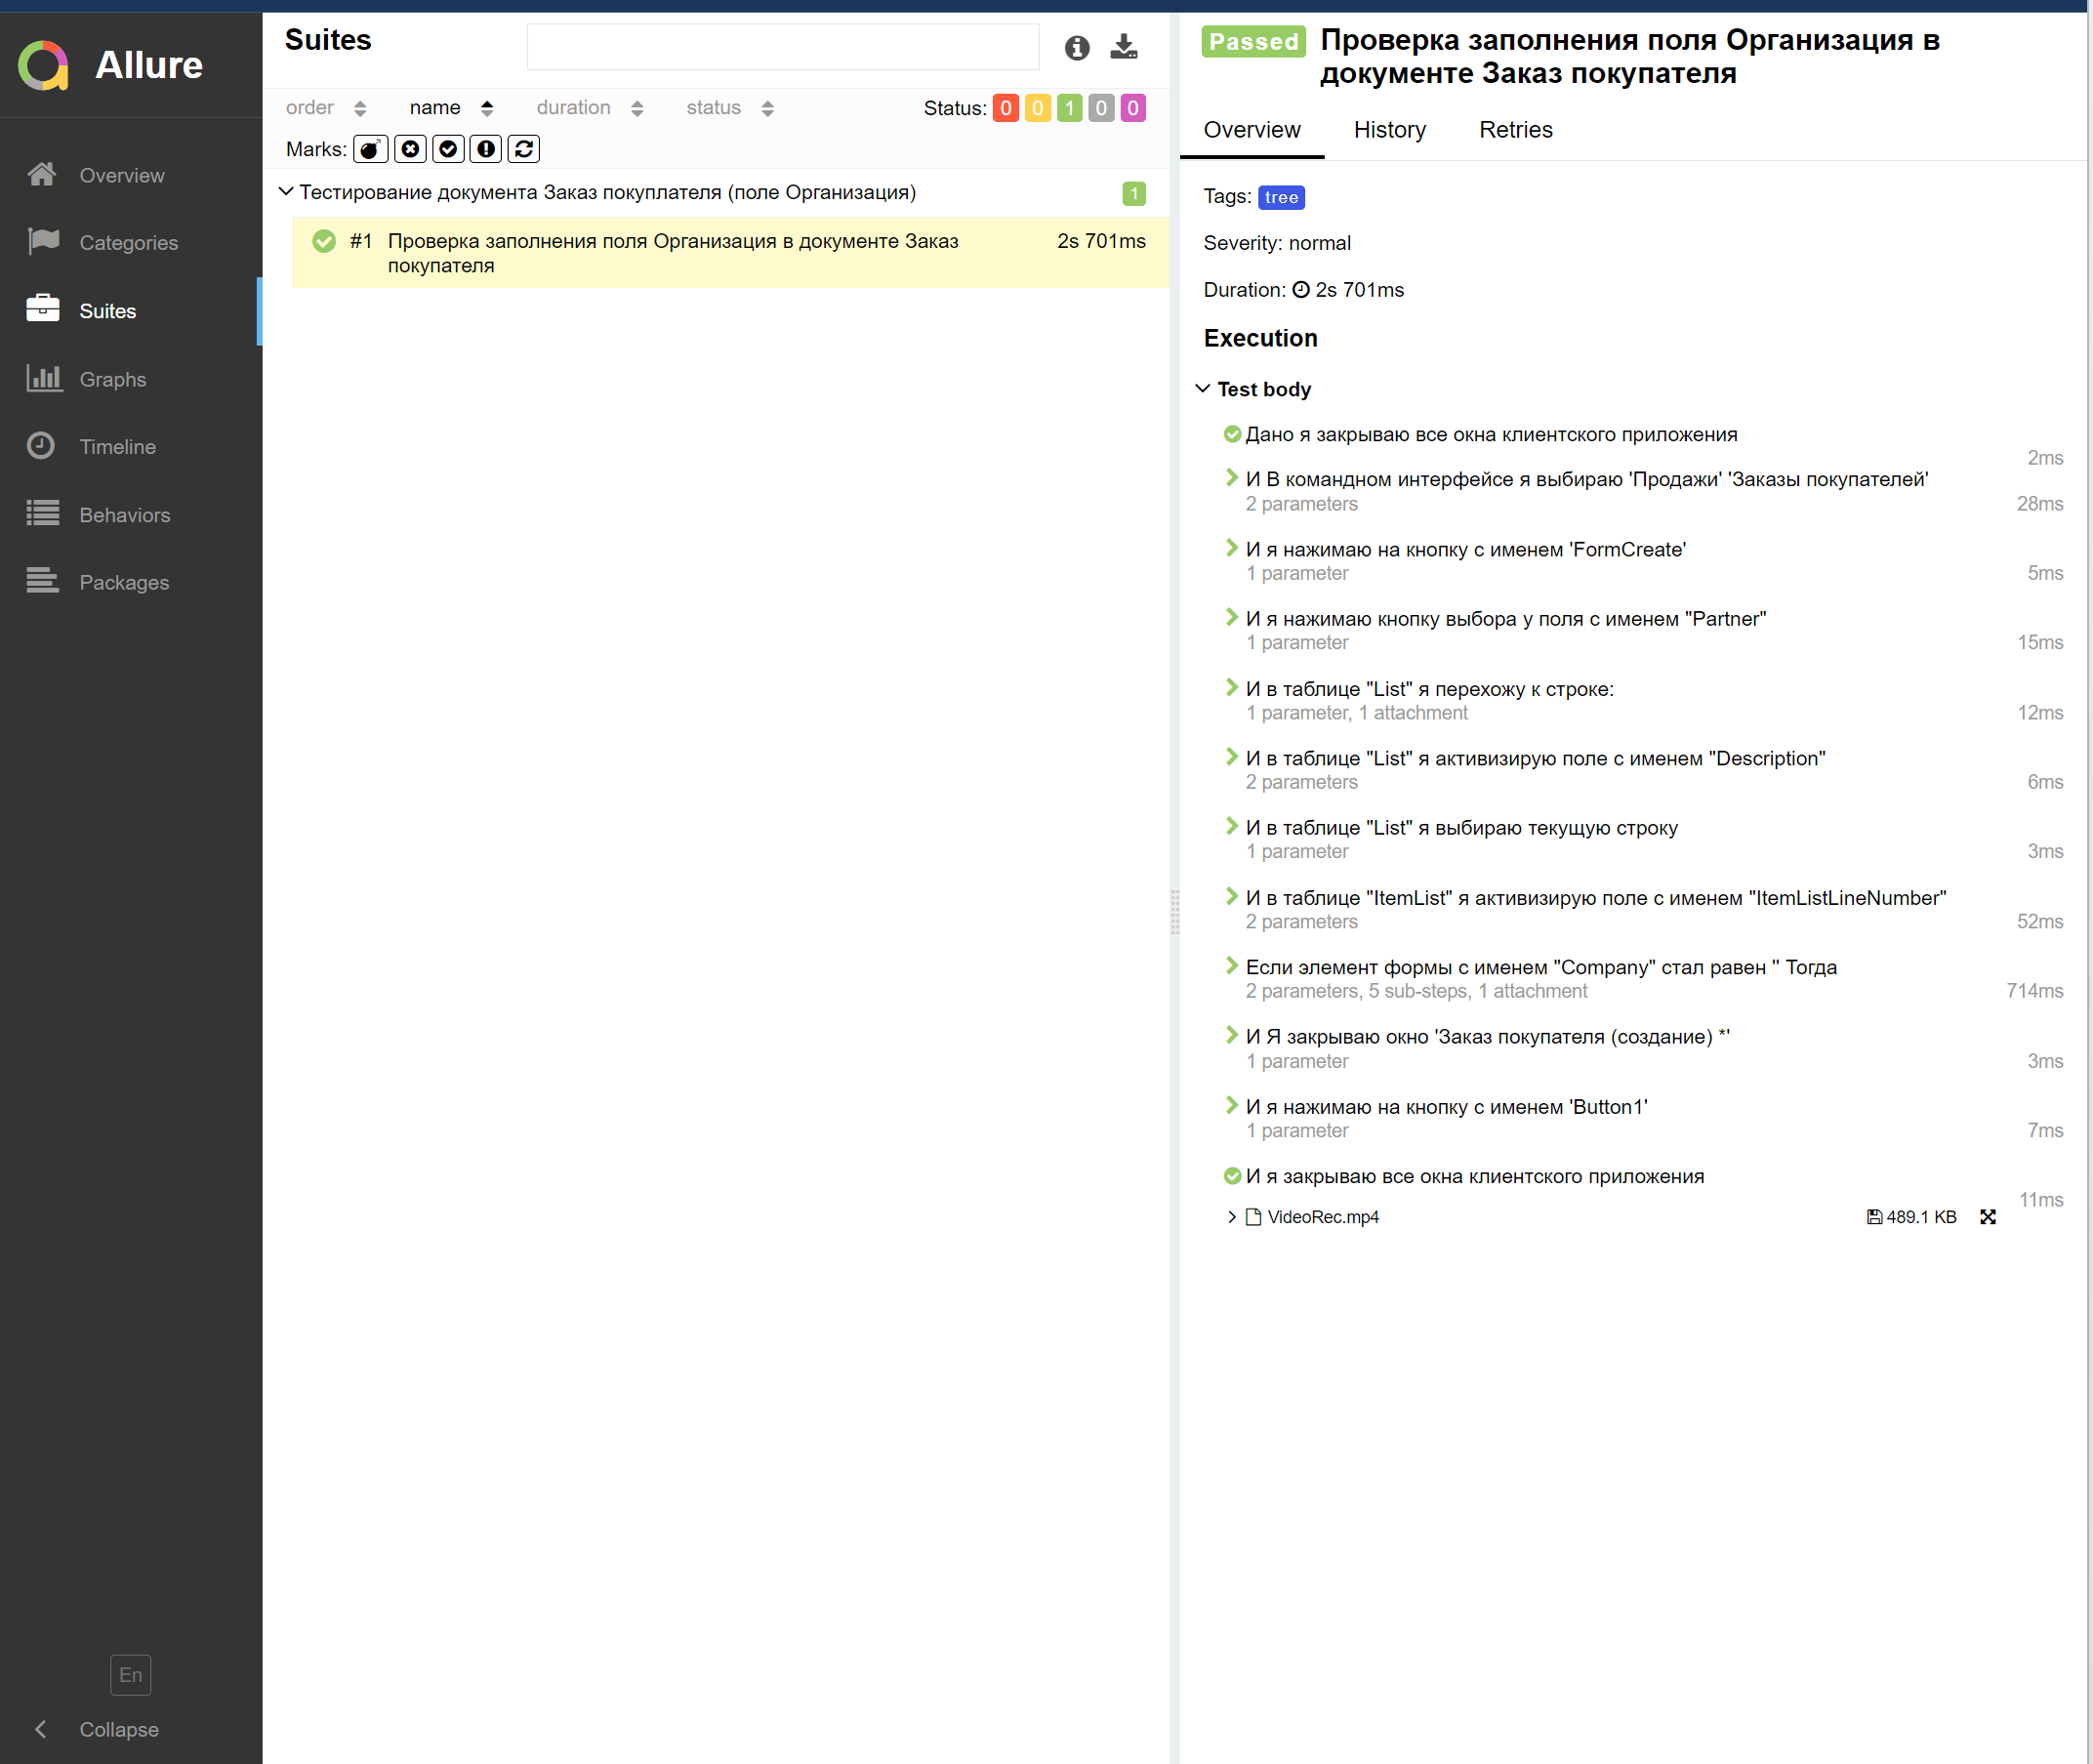 Allure
Overview
Categories
Suites
Graphs
Timeline
Behaviors
Packages
En
Collapse
Suites
order name duration status Status: 0 0 1 0 0
Marks:
Тестирование документа Заказ покуплателя (поле Организация) 1
#1 Проверка заполнения поля Организация в документе Заказ 2s 701ms
покупателя
Passed Проверка заполнения поля Организация в
документе Заказ покупателя
Overview History Retries
Tags: tree
Severity: normal
Duration: 2s 701ms
Execution
Test body
Дано я закрываю все окна клиентского приложения
2ms
И В командном интерфейсе я выбираю 'Продажи' 'Заказы покупателей'
2 parameters 28ms
И я нажимаю на кнопку с именем 'FormCreate'
1 parameter 5ms
И я нажимаю кнопку выбора у поля с именем "Partner"
1 parameter 15ms
И в таблице "List" я перехожу к строке:
1 parameter, 1 attachment 12ms
И в таблице "List" я активизирую поле с именем "Description"
2 parameters 6ms
И в таблице "List" я выбираю текущую строку
1 parameter 3ms
И в таблице "ItemList" я активизирую поле с именем "ItemListLineNumber"
2 parameters 52ms
Если элемент формы с именем "Company" стал равен '' Тогда
2 parameters, 5 sub-steps, 1 attachment 714ms
И Я закрываю окно 'Заказ покупателя (создание) *'
1 parameter 3ms
И я нажимаю на кнопку с именем 'Button1'
1 parameter 7ms
И я закрываю все окна клиентского приложения
11ms
VideoRec.mp4 489.1 KB